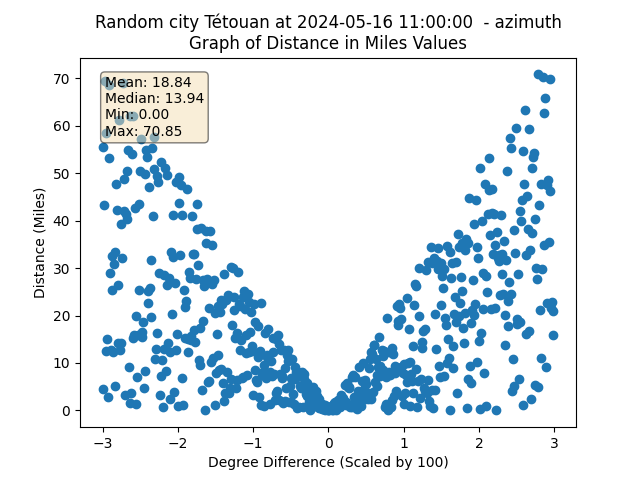 Random city Tétouan at 2024-05-16 11:00:00  - azimuth
Graph of Distance in Miles Values
Mean: 18.84
Median: 13.94
Min: 0.00
Max: 70.85
Distance (Miles)
70
60
50
40
30
20
10
0
−3 −2 −1 0 1 2 3
Degree Difference (Scaled by 100)